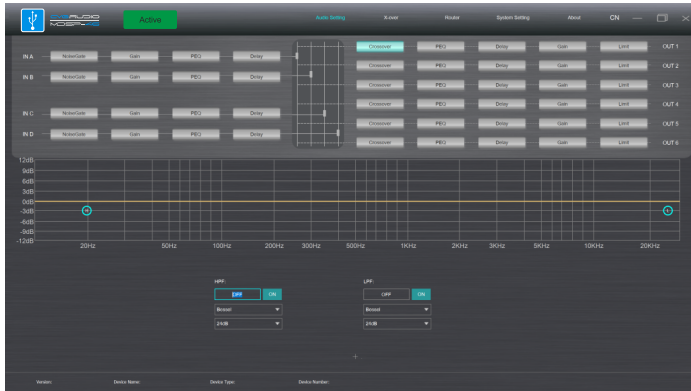 Active
Audio Setting X-over Router System Setting About CN
Crossover PEQ Delay Gain Limit OUT 1
IN A NoiseGate Gain PEQ Delay
Crossover PEQ Delay Gain Limit OUT 2
IN B NoiseGate Gain PEQ Delay
Crossover PEQ Delay Gain Limit OUT 3
Crossover PEQ Delay Gain Limit OUT 4
IN C NoiseGate Gain PEQ Delay
Crossover PEQ Delay Gain Limit OUT 5
IN D NoiseGate Gain PEQ Delay
Crossover PEQ Delay Gain Limit OUT 6
12dB
9dB
6dB
3dB
0dB
-3dB H L
-6dB
-9dB
-12dB
20Hz 50Hz 100Hz 200Hz 300Hz 500Hz 1KHz 2KHz 3KHz 5KHz 10KHz 20KHz
HPF: LPF:
OFF ON OFF ON
Bessel Bessel
24dB 24dB
Version: Device Name: Device Type: Device Number: